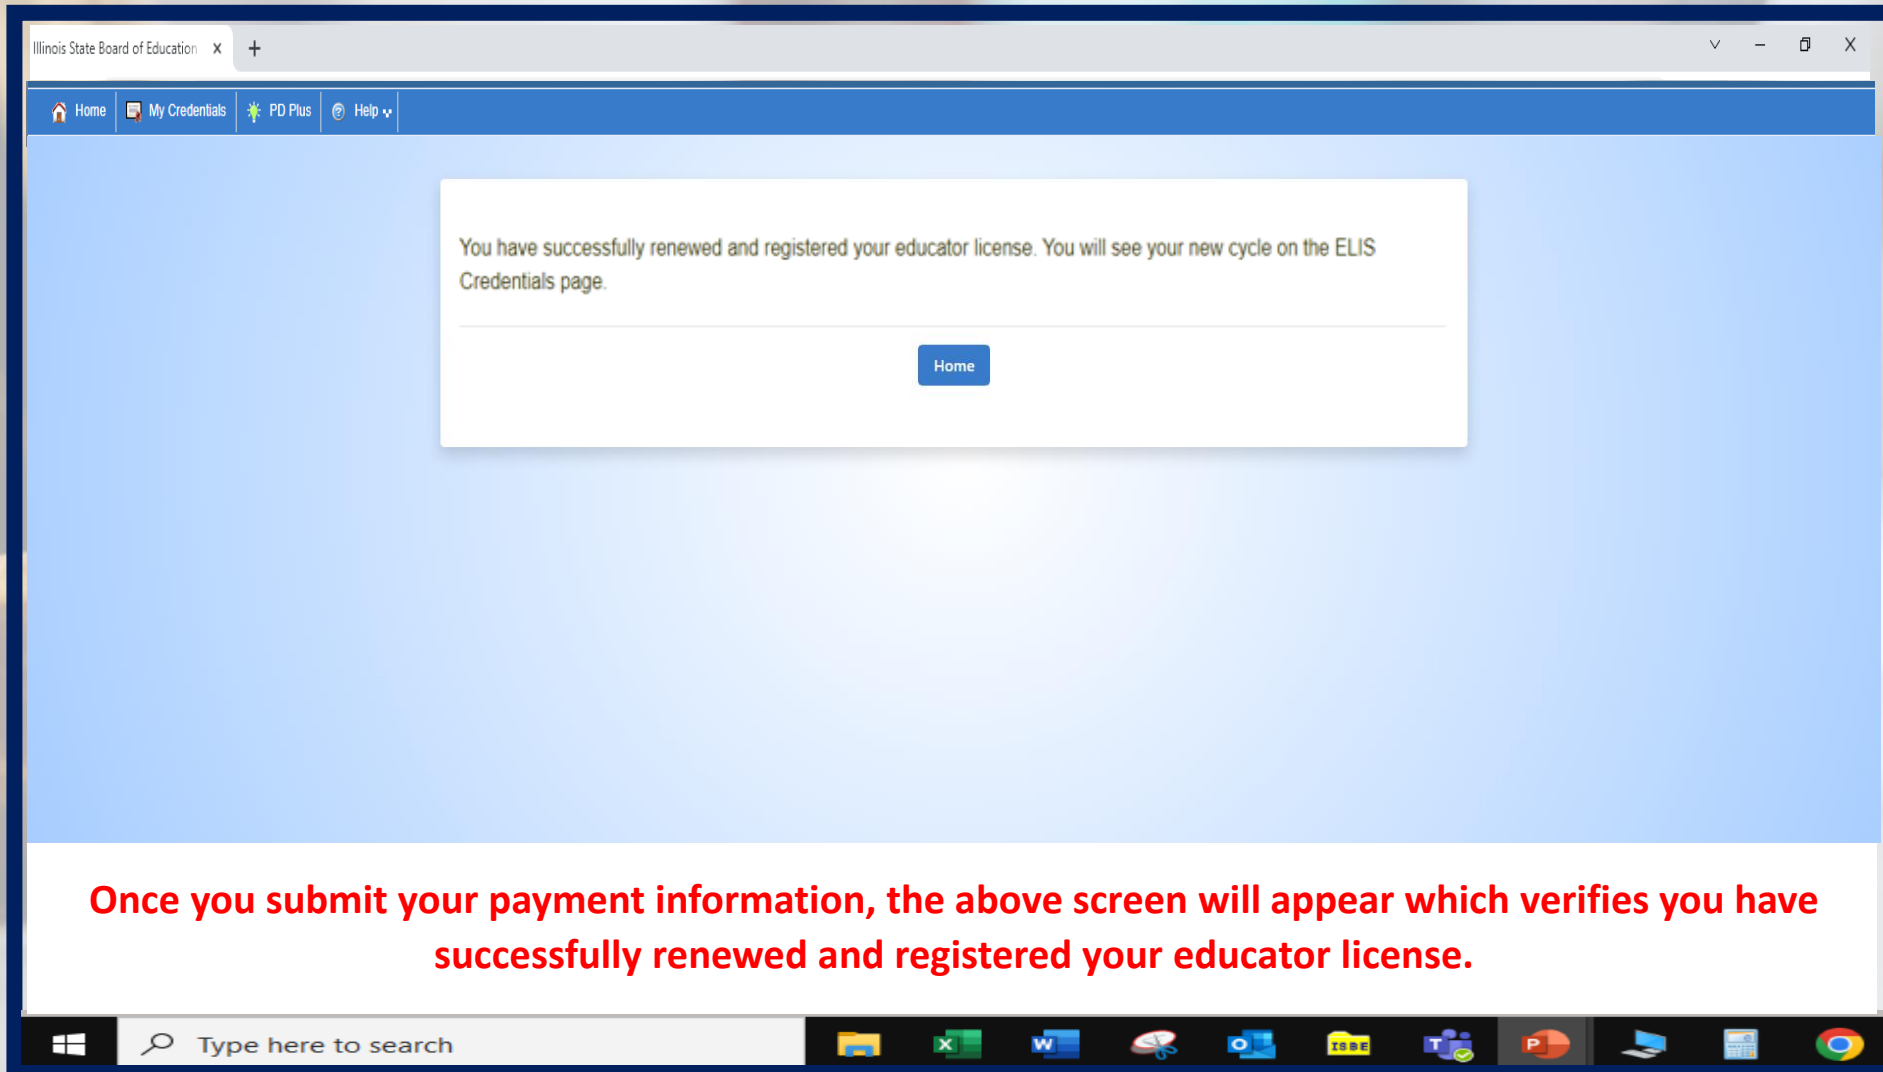 Illinois State Board of Education x +
Home My Credentials PD Plus Help
You have successfully renewed and registered your educator license. You will see your new cycle on the ELIS
Credentials page.
Home
Once you submit your payment information, the above screen will appear which verifies you have
successfully renewed and registered your educator license.
Type here to search
ISBE